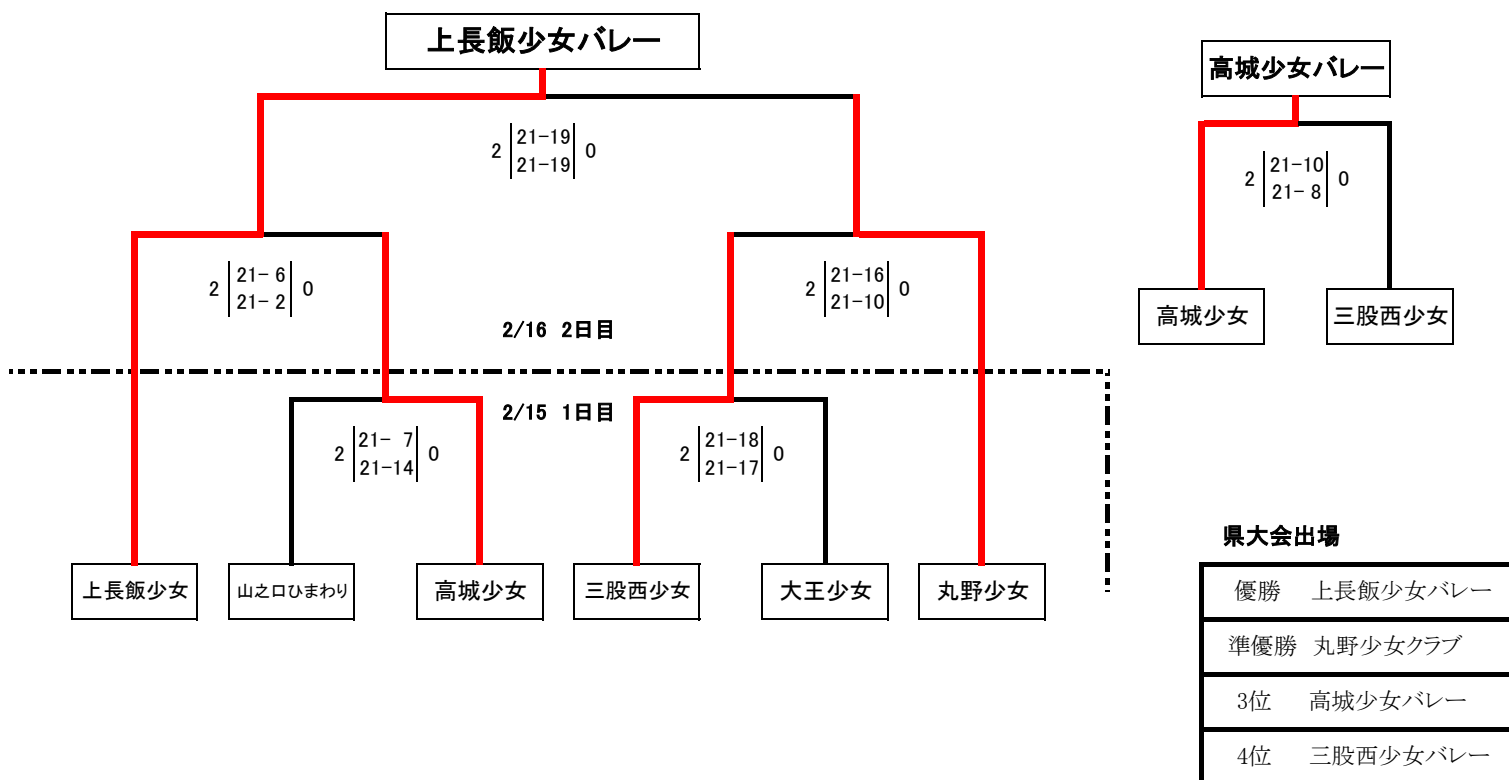 上長飯少女バレー
高城少女バレー
2 21-19 0
21-19
2 21-10 0
21- 8
高城少女 三股西少女
2 21- 6 0
21- 2
2 21-16 0
21-10
2/16 2日目
2/15 1日目
2 21- 7 0
21-14
2 21-18 0
21-17
上長飯少女 山之口ひまわり 高城少女 三股西少女 大王少女 丸野少女
県大会出場
優勝 上長飯少女バレー
準優勝 丸野少女クラブ
3位 高城少女バレー
4位 三股西少女バレー